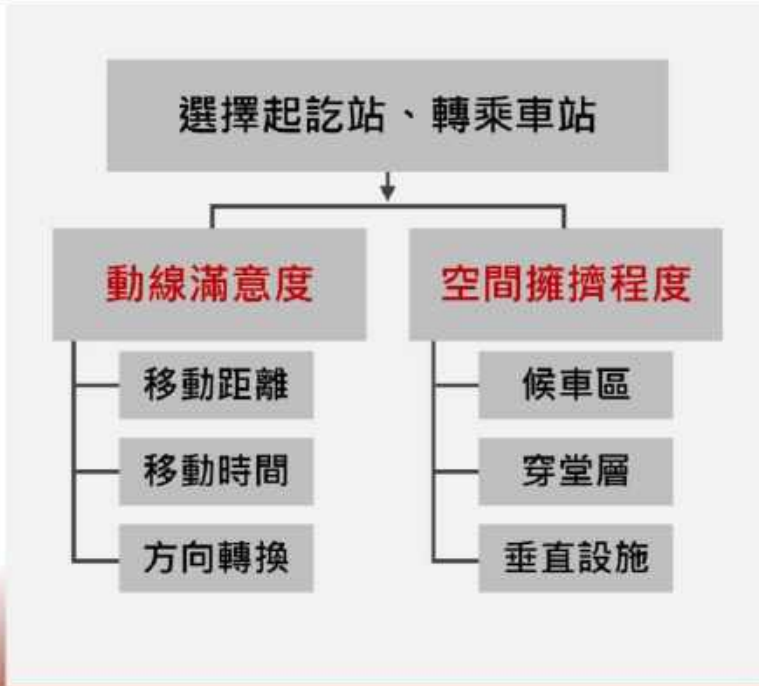 選擇起訖站、轉乘車站
動線滿意度
移動距離
移動時間
方向轉換
空間擁擠程度
候車區
穿堂層
垂直設施